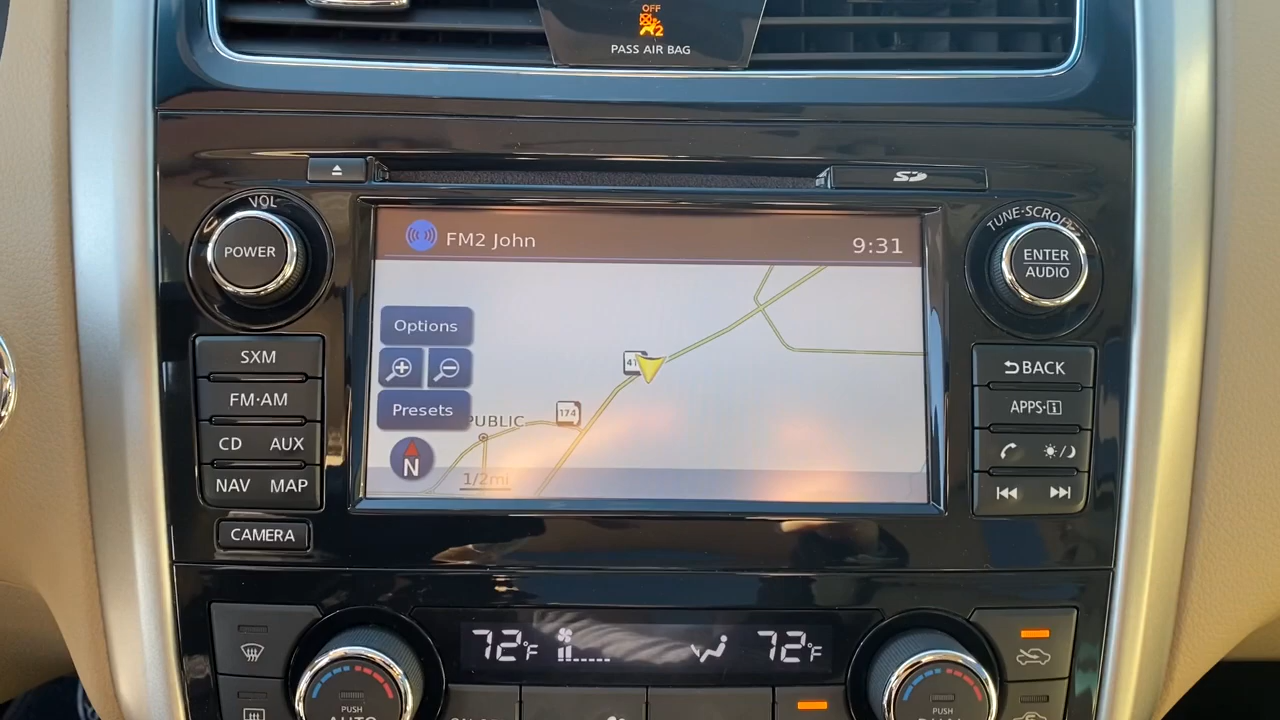 OFF
2
PASS AIR BAG
SD
VOL
POWER
TUNE·SCROLL
ENTER
AUDIO
FM2 John
9:31
Options
Presets
PUBLIC
174
N
1/2mi
SXM
FM·AM
CD AUX
NAV MAP
CAMERA
BACK
APPS·i
72°F
72°F
PUSH
AUTO
PUSH